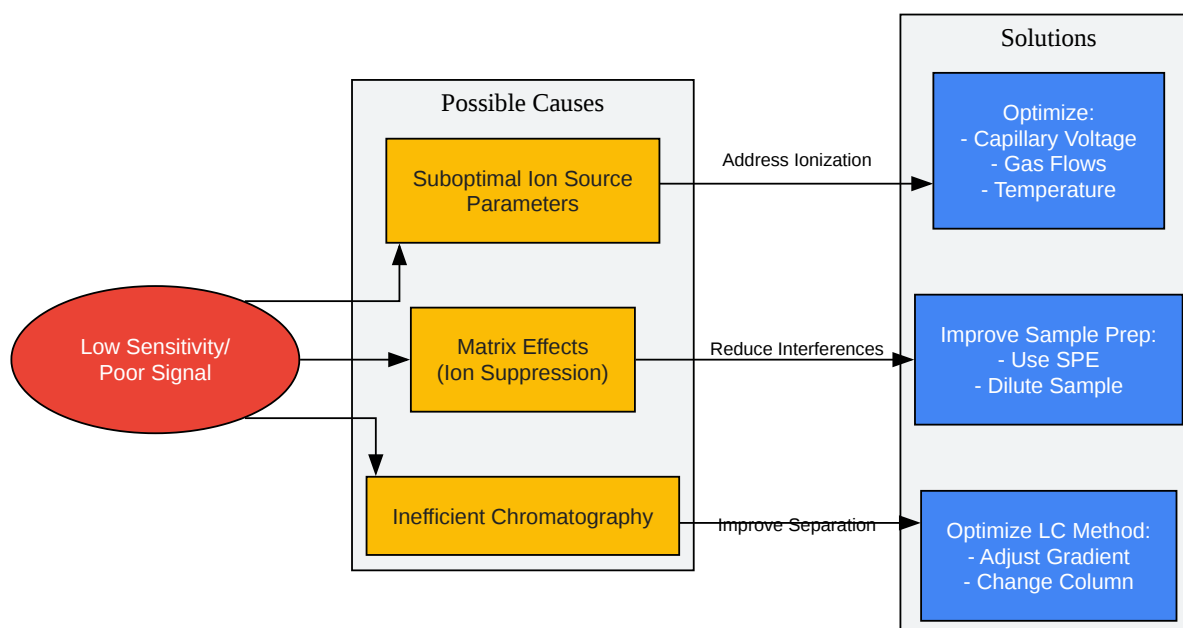 Low Sensitivity/
Poor Signal
Possible Causes
Suboptimal Ion Source
Parameters
Matrix Effects
(Ion Suppression)
Inefficient Chromatography
Address Ionization
Reduce Interferences
Improve Separation
Solutions
Optimize:
- Capillary Voltage
- Gas Flows
- Temperature
Improve Sample Prep:
- Use SPE
- Dilute Sample
Optimize LC Method:
- Adjust Gradient
- Change Column